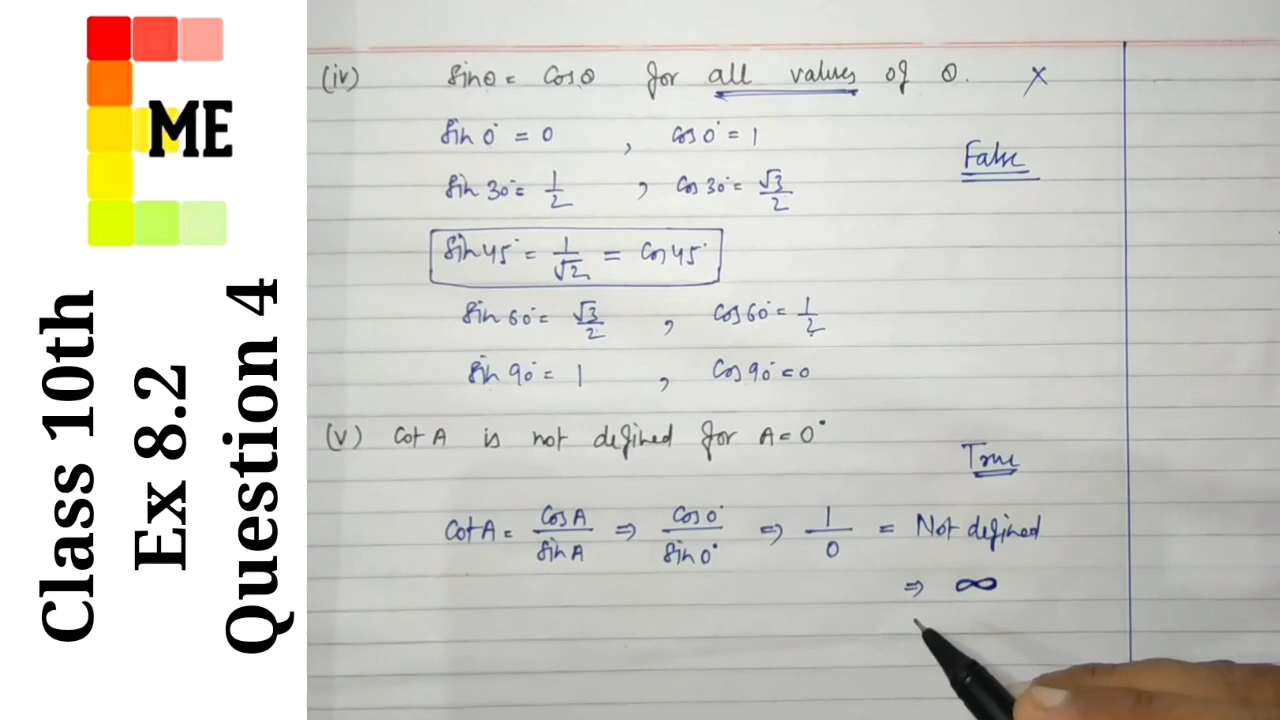 ME
Class 10th
Ex 8.2
Question 4
(iv) Sinθ = Cosθ for all values of θ. ×
Sin 0° = 0 , Cos 0° = 1
False
Sin 30° = 1/2 , Cos 30° = √3/2
Sin 45° = 1/√2 = Cos 45°
Sin 60° = √3/2 , Cos 60° = 1/2
Sin 90° = 1 , Cos 90° = 0
(v) Cot A is not defined for A = 0°
True
Cot A = Cos A/Sin A ⇒ Cos 0°/Sin 0° ⇒ 1/0 = Not defined
⇒ ∞